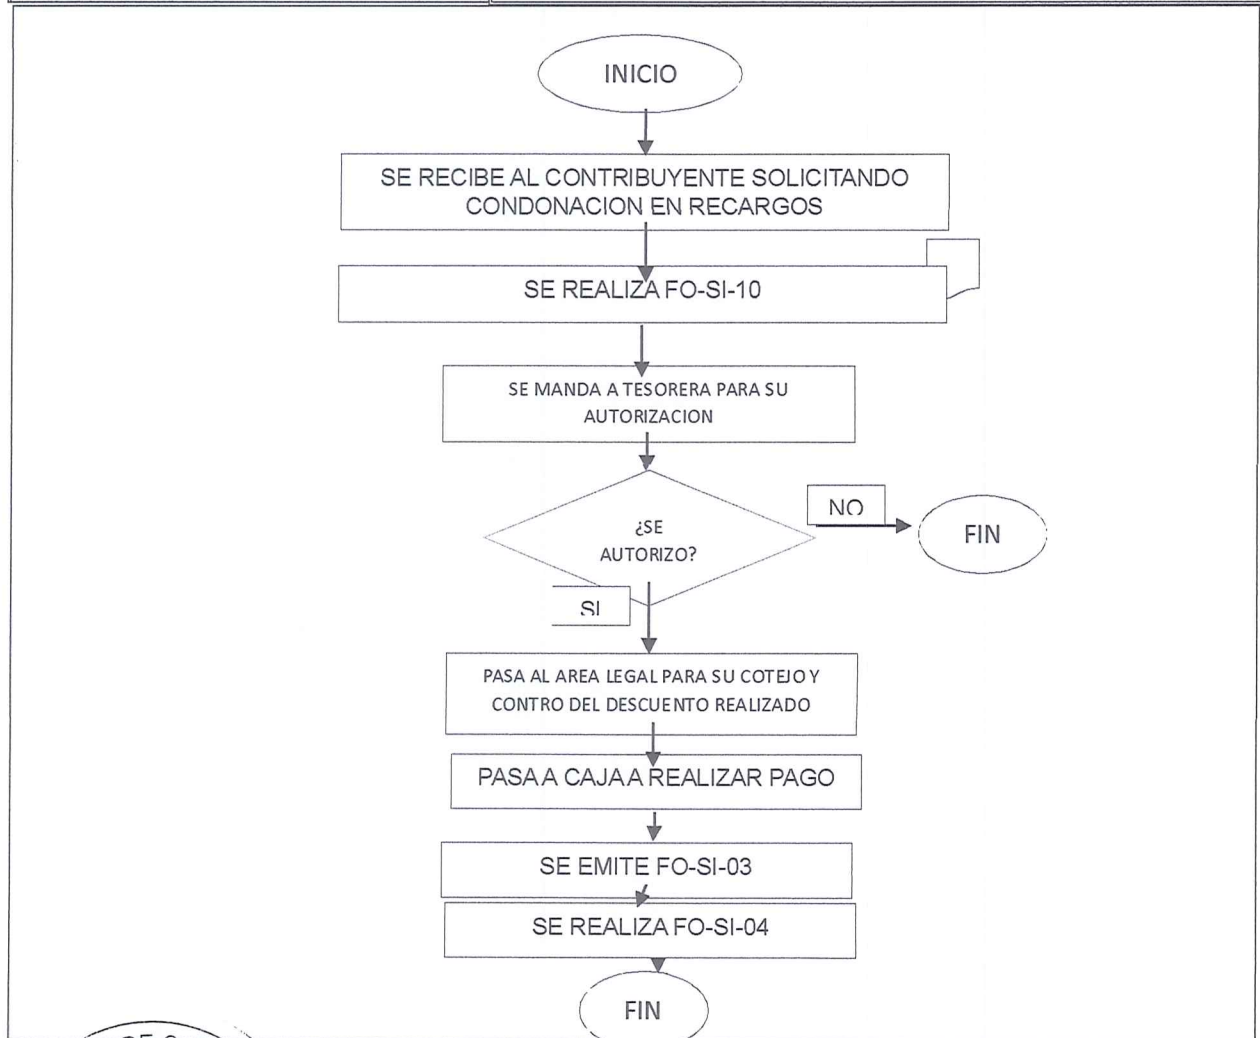 INICIO
SE RECIBE AL CONTRIBUYENTE SOLICITANDO
CONDONACION EN RECARGOS
SE REALIZA FO-SI-10
SE MANDA A TESORERA PARA SU
AUTORIZACION
¿SE
AUTORIZO?
NO
FIN
SI
PASA AL AREA LEGAL PARA SU COTEJO Y
CONTRO DEL DESCUENTO REALIZADO
PASA A CAJA A REALIZAR PAGO
SE EMITE FO-SI-03
SE REALIZA FO-SI-04
FIN